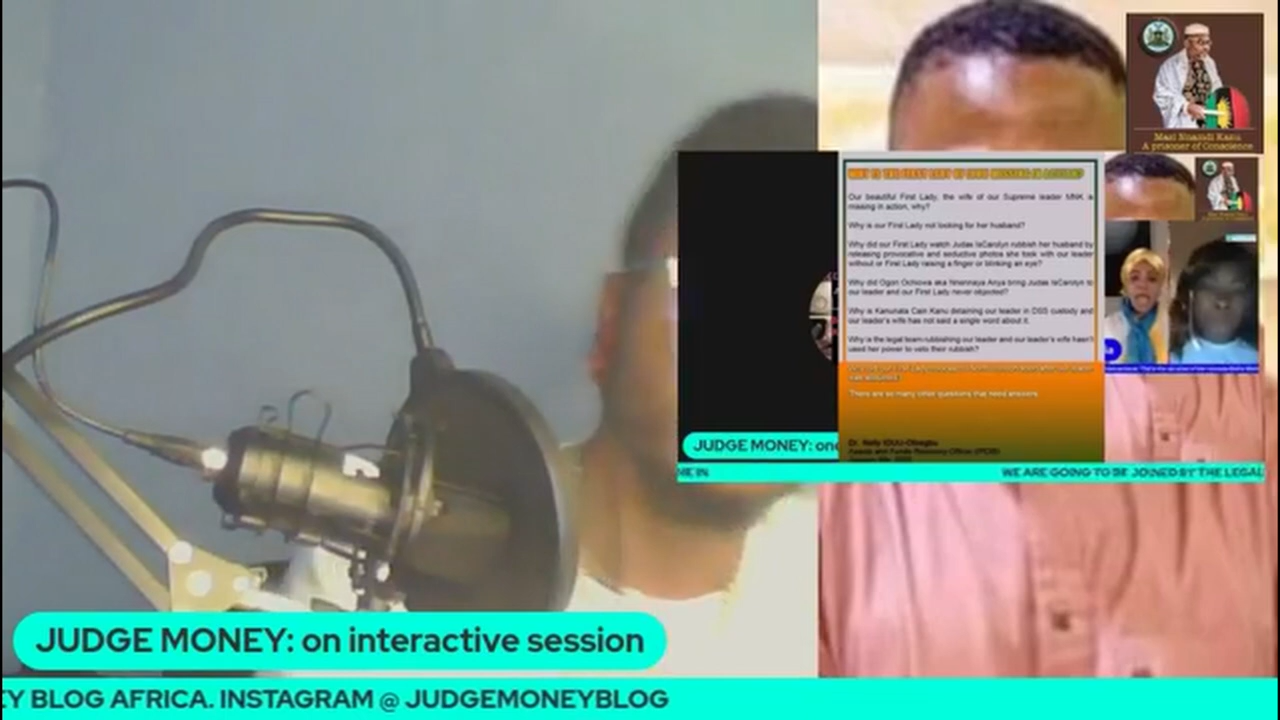 Mazi Nnamdi Kanu
A prisoner of Conscience
WHY IS THE FIRST LADY OF IPOB MISSING IN ACTION?
Our beautiful First Lady, the wife of our Supreme leader MNK is
missing in action, why?
Why is our First Lady not looking for her husband?
Why did our First Lady watch Judas IsCarolyn rubbish her husband by
releasing provocative and seductive photos she took with our leader
without or First Lady raising a finger or blinking an eye?
Why did Ogon Ochiowa aka Nnennaya Anya bring Judas IsCarolyn to
our leader and our First Lady never objected?
Why is Kanunata Cain Kanu detaining our leader in DSS custody and
our leader's wife has not said a single word about it.
Why is the legal team rubbishing our leader and our leader's wife hasn't
used her power to veto their rubbish?
There are so many other questions that need answers.
JUDGE MONEY: one
ME IN
WE ARE GOING TO BE JOINED BY THE LEGAL
JUDGE MONEY: on interactive session
EY BLOG AFRICA. INSTAGRAM @ JUDGEMONEYBLOG